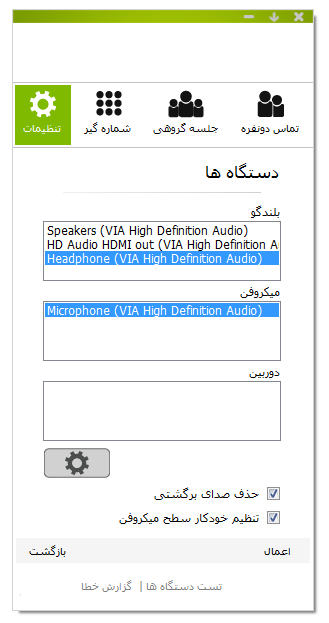 تماس دونفره
جلسه گروهی
شماره گیر
تنظیمات
دستگاه ها
بلندگو
Speakers (VIA High Definition Audio)
HD Audio HDMI out (VIA High Definition Au
Headphone (VIA High Definition Audio)
میکروفن
Microphone (VIA High Definition Audio)
دوربین
حذف صدای برگشتی
تنظیم خودکار سطح میکروفن
اعمال
بازگشت
تست دستگاه ها | گزارش خطا